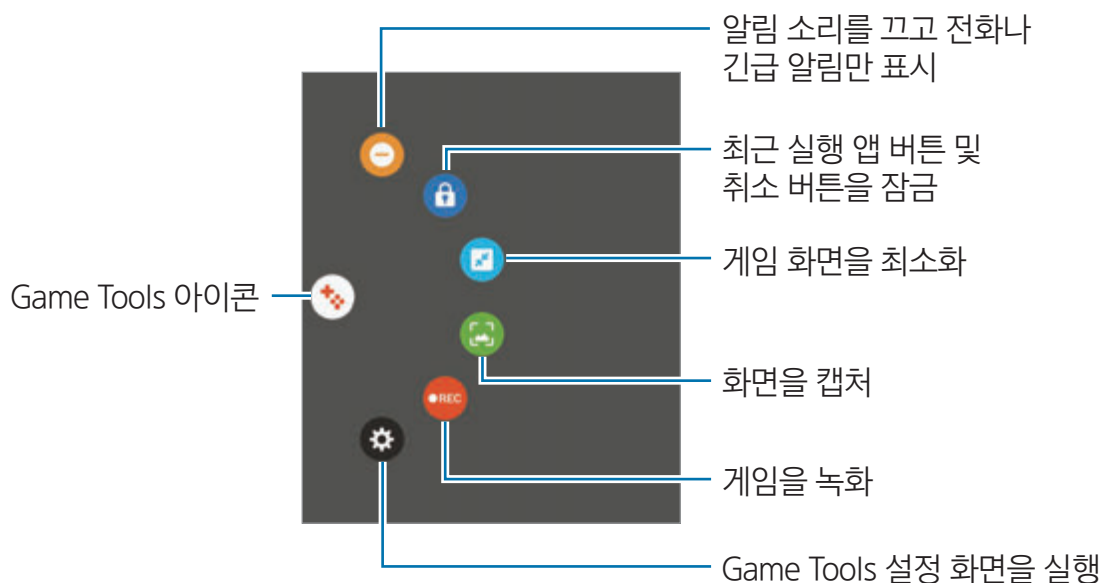 알림 소리를 끄고 전화나
긴급 알림만 표시
최근 실행 앱 버튼 및
취소 버튼을 잠금
게임 화면을 최소화
Game Tools 아이콘
화면을 캡처
REC
게임을 녹화
Game Tools 설정 화면을 실행